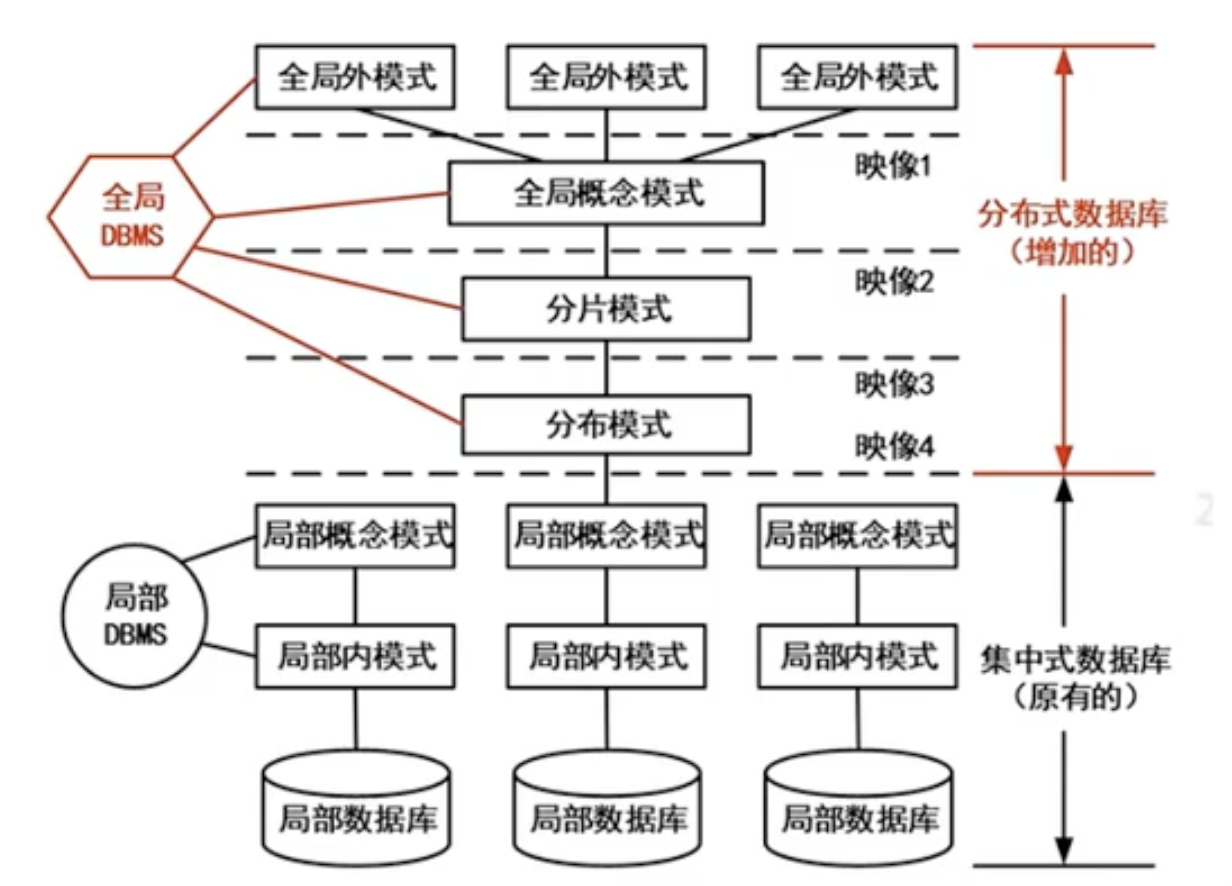 全局外模式
全局外模式
全局外模式
映像1
全局
DBMS
全局概念模式
分布式数据库
（增加的）
映像2
分片模式
映像3
分布模式
映像4
局部概念模式
局部概念模式
局部概念模式
局部
DBMS
局部内模式
局部内模式
局部内模式
集中式数据库
（原有的）
局部数据库
局部数据库
局部数据库
2